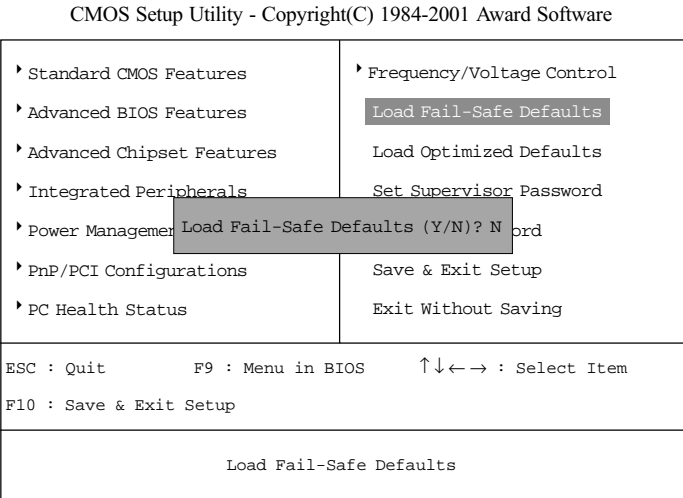 CMOS Setup Utility - Copyright(C) 1984-2001 Award Software
Standard CMOS Features
Advanced BIOS Features
Advanced Chipset Features
Integrated Peripherals
Power
PnP/PCI Configurations
PC Health Status
Frequency/Voltage Control
Load Fail-Safe Defaults
Load Optimized Defaults
Set Supervisor Password
Load Fail-Safe Defaults (Y/N)? N
Save & Exit Setup
Exit Without Saving
ESC : Quit F9 : Menu in BIOS ↑↓←→ : Select Item
F10 : Save & Exit Setup
Load Fail-Safe Defaults